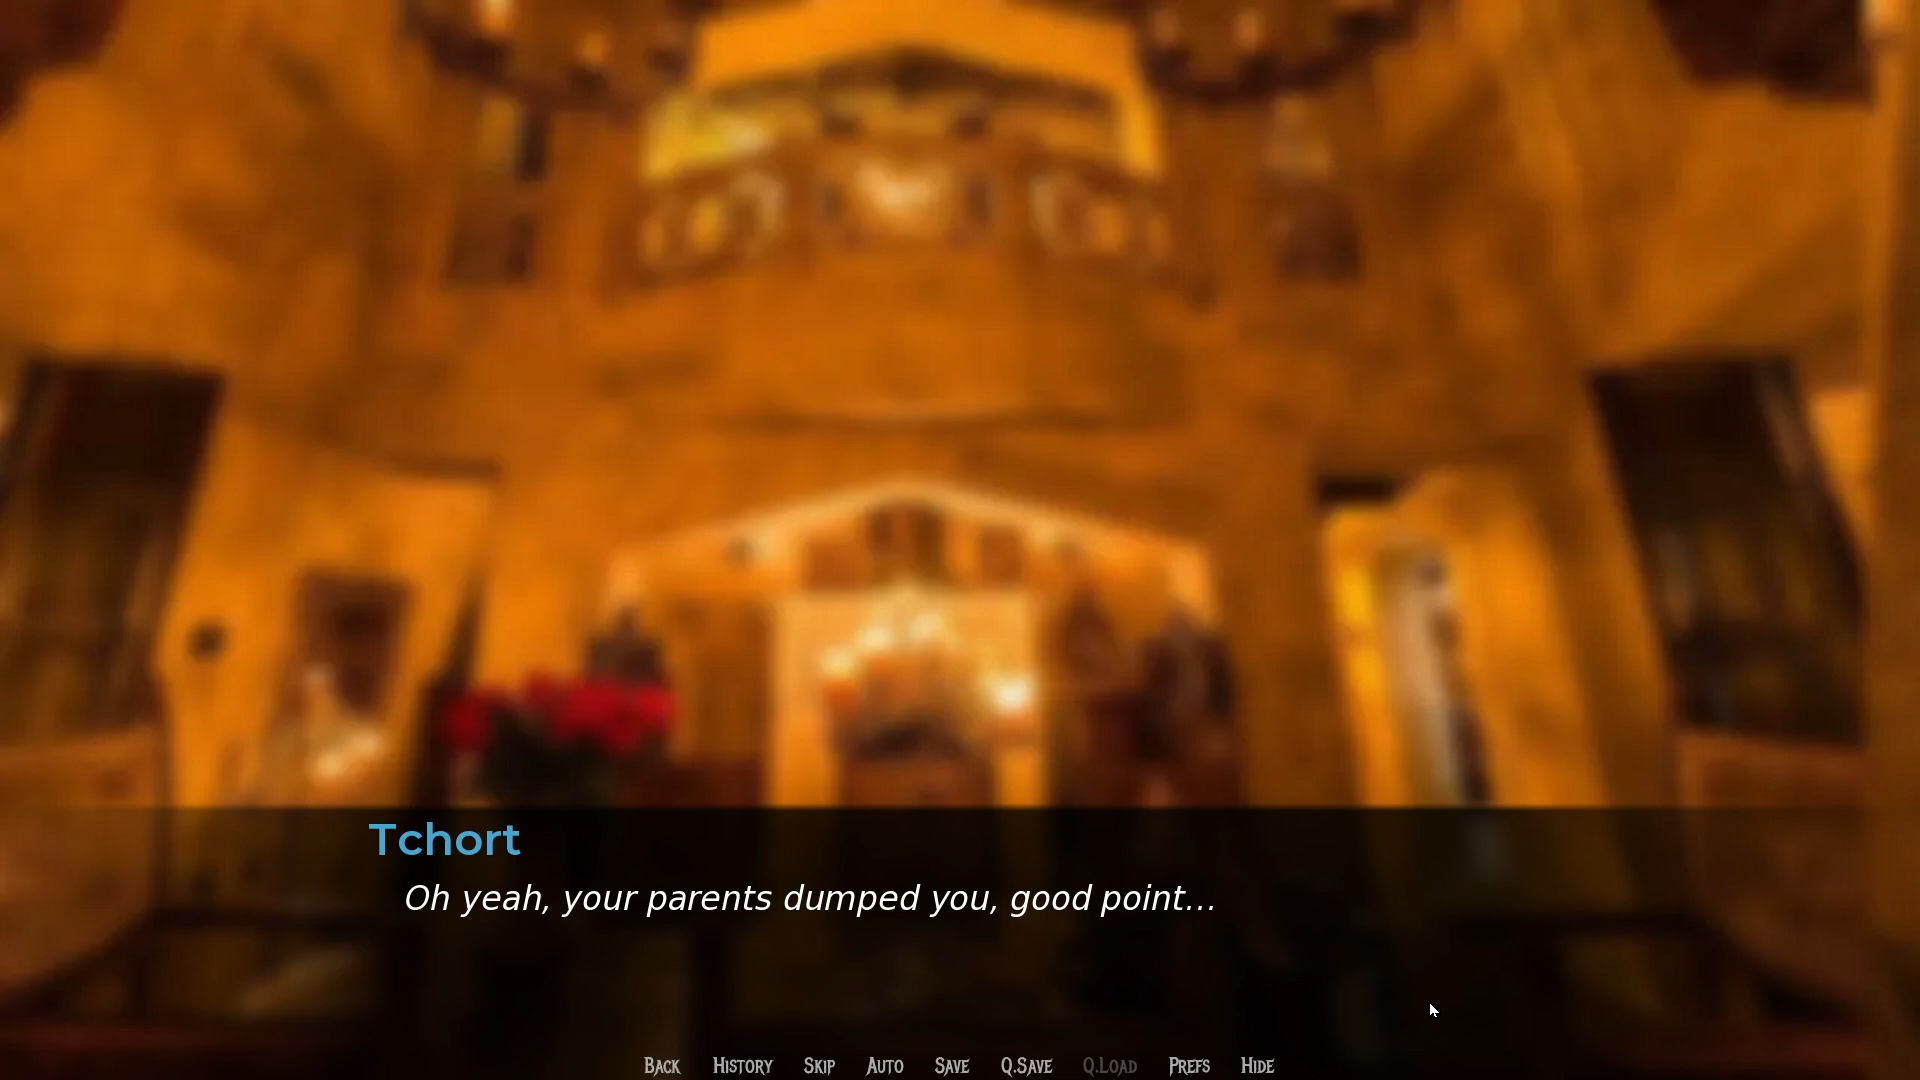 Tchort
Oh yeah, your parents dumped you, good point...
Back History Skip Auto Save Q.Save Q.Load Prefs Hide